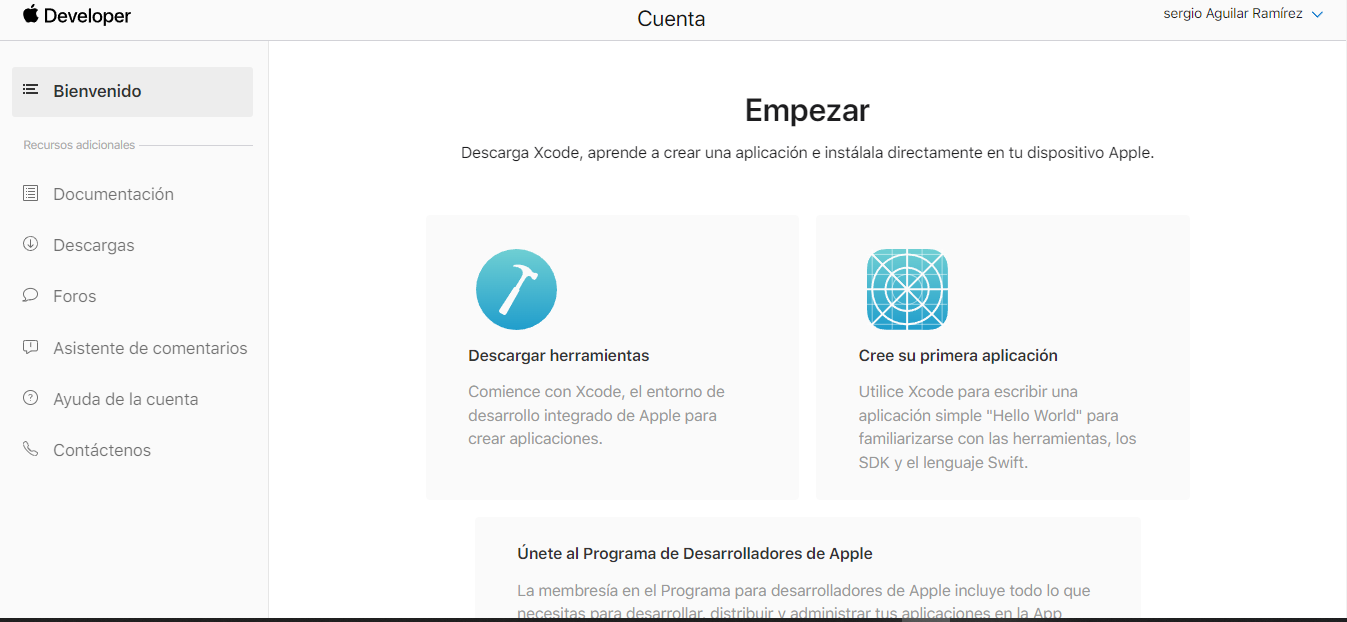 Developer
Cuenta
sergio Aguilar Ramírez
Bienvenido
Recursos adicionales
Documentación
Descargas
Foros
Asistente de comentarios
Ayuda de la cuenta
Contáctenos
Empezar
Descarga Xcode, aprende a crear una aplicación e instálala directamente en tu dispositivo Apple.
Descargar herramientas
Comience con Xcode, el entorno de
desarrollo integrado de Apple para
crear aplicaciones.
Cree su primera aplicación
Utilice Xcode para escribir una
aplicación simple "Hello World" para
familiarizarse con las herramientas, los
SDK y el lenguaje Swift.
Únete al Programa de Desarrolladores de Apple
La membresía en el Programa para desarrolladores de Apple incluye todo lo que
necesitas para desarrollar, distribuir y administrar tus aplicaciones en la App